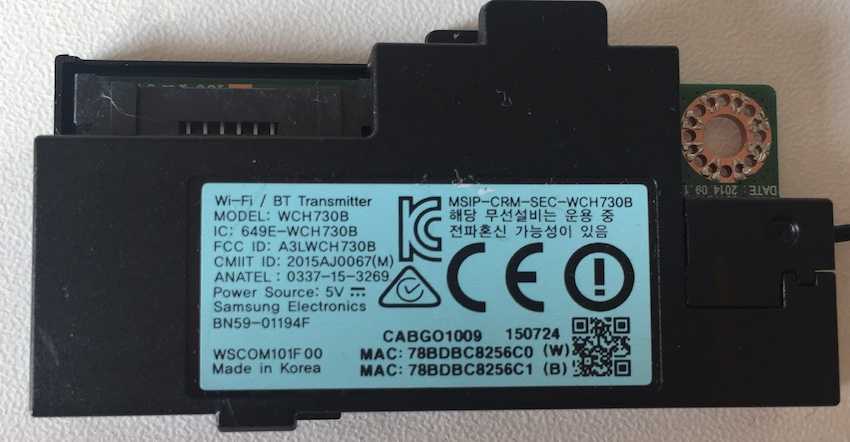 Wi-Fi / BT Transmitter
MODEL: WCH730B
IC: 649E-WCH730B
FCC ID: A3LWCH730B
CMIIT ID: 2015AJ0067(M)
ANATEL: 0337-15-3269
Power Source: 5V
Samsung Electronics
BN59-01194F
WSCOM101F00
Made in Korea
MSIP-CRM-SEC-WCH730B
해당 무선설비는 운용 중
전파혼신 가능성이 있음
CE
CABGO1009 150724
MAC: 78BDBC8256C0 (W)
MAC: 78BDBC8256C1 (B)
DATE: 2014.09.